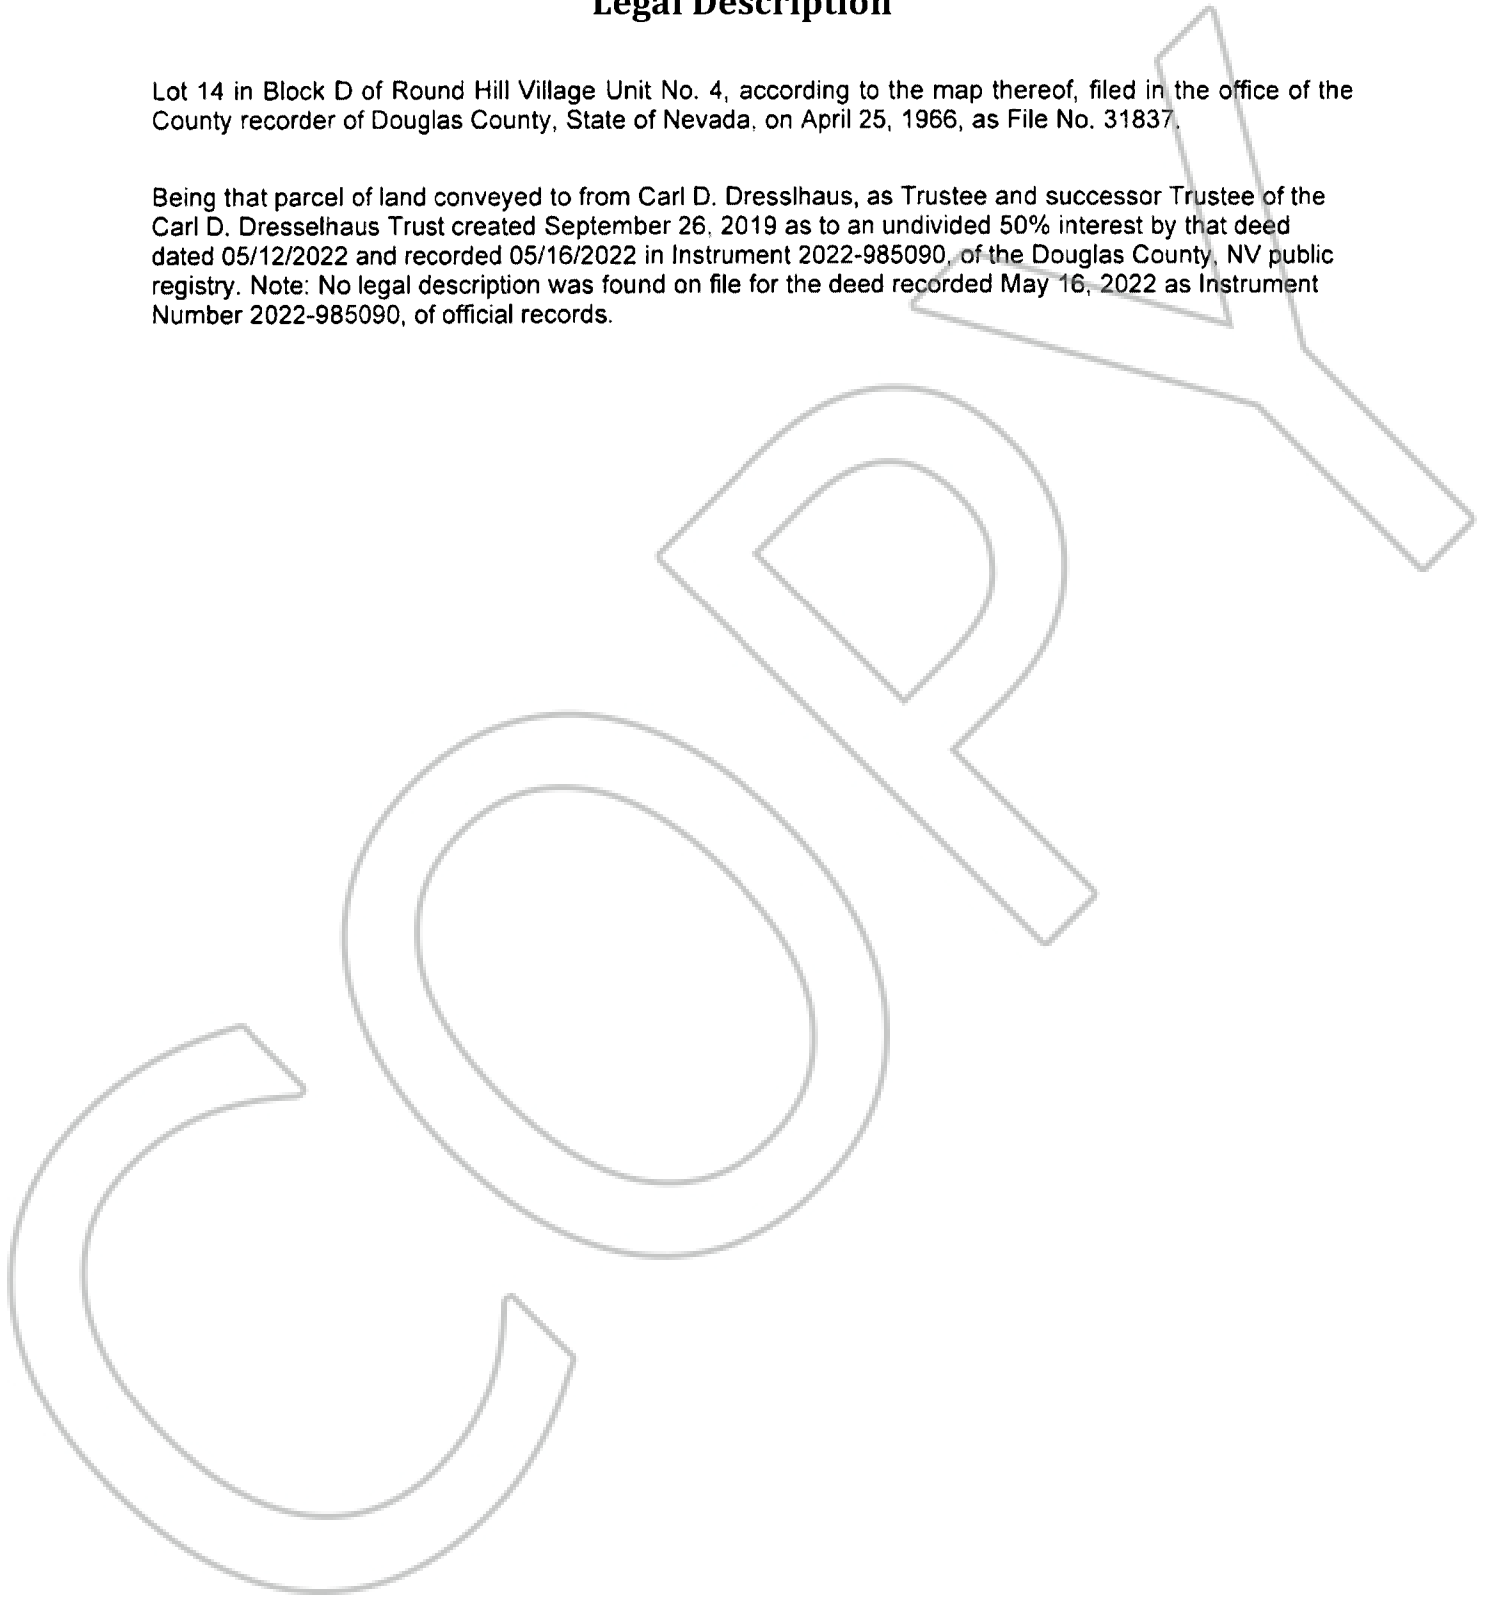 Legal Description
Lot 14 in Block D of Round Hill Village Unit No. 4, according to the map thereof, filed in the office of the
County recorder of Douglas County, State of Nevada, on April 25, 1966, as File No. 31837.
Being that parcel of land conveyed to from Carl D. Dresslhaus, as Trustee and successor Trustee of the
Carl D. Dresselhaus Trust created September 26, 2019 as to an undivided 50% interest by that deed
dated 05/12/2022 and recorded 05/16/2022 in Instrument 2022-985090, of the Douglas County, NV public
registry. Note: No legal description was found on file for the deed recorded May 16, 2022 as Instrument
Number 2022-985090, of official records.
COPY